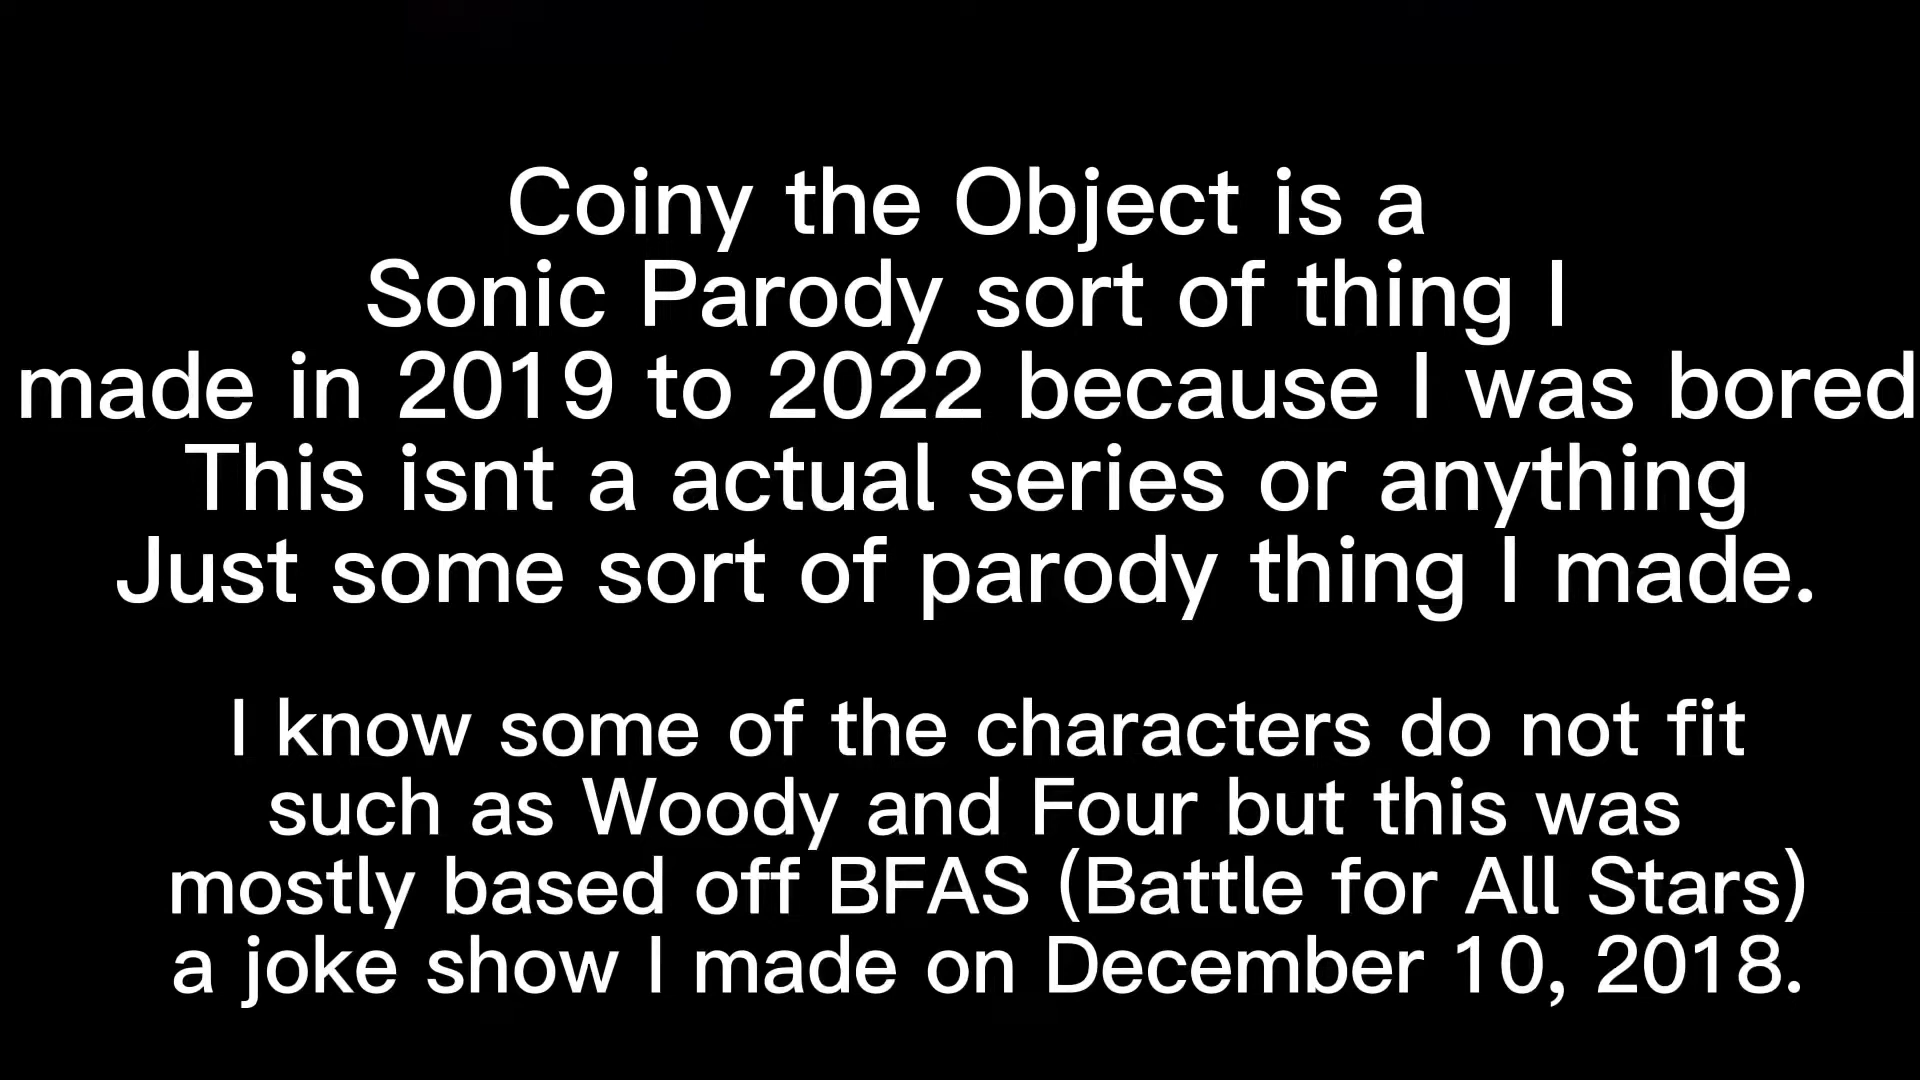 Coiny the Object is a
Sonic Parody sort of thing I
made in 2019 to 2022 because I was bored
This isnt a actual series or anything
Just some sort of parody thing I made.
I know some of the characters do not fit
such as Woody and Four but this was
mostly based off BFAS (Battle for All Stars)
a joke show I made on December 10, 2018.